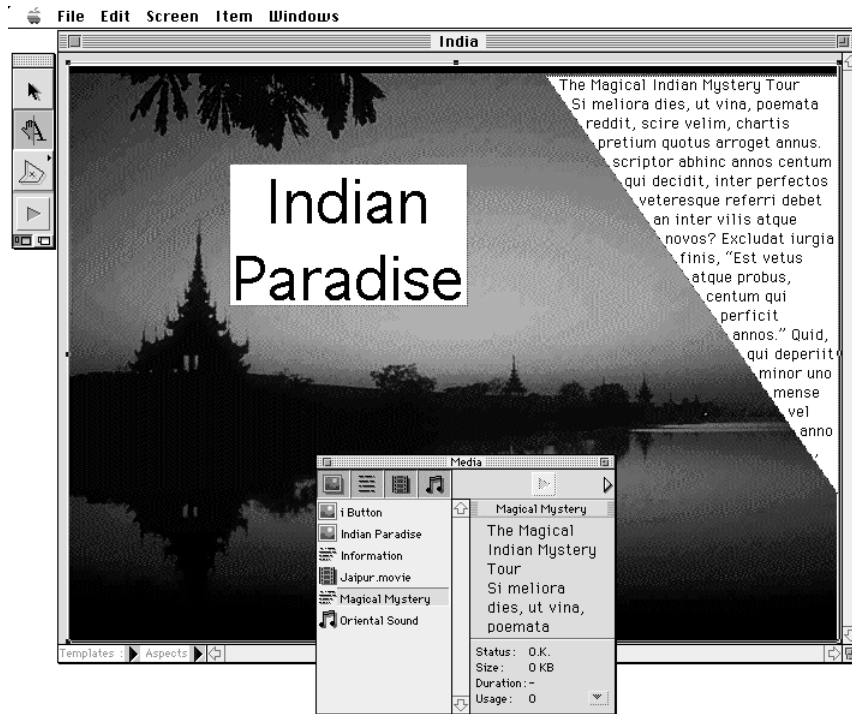 File Edit Screen Item Windows
India
The Magical Indian Mystery Tour
Si meliora dies, ut vina, poemata
reddit, scire velim, chartis
pretium quotus arroget annus.
scriptor abhinc annos centum
qui decidit, inter perfectos
veteresque referri debet
an inter vilis atque
novos? Excludat iurgia
finis, “Est vetus
atque probus,
centum qui
perficit
annos.” Quid,
qui deperiit
minor uno
mense
vel
anno
Indian
Paradise
Media
i Button
Indian Paradise
Information
Jaipur.movie
Magical Mystery
Oriental Sound
Magical Mystery
The Magical
Indian Mystery
Tour
Si meliora
dies, ut vina,
poemata
Status: O.K.
Size: 0 KB
Duration: -
Usage: 0
Templates : Aspects